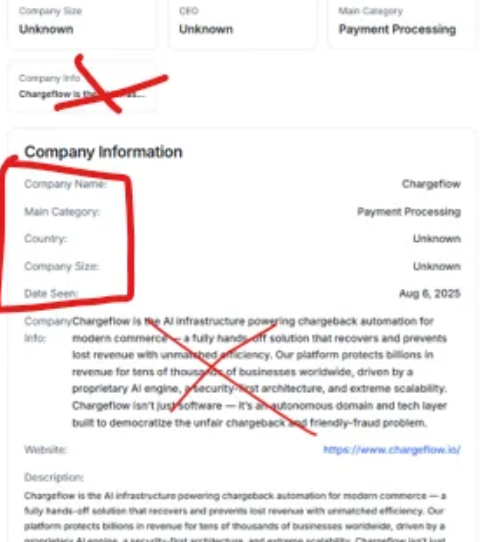 Company Size
Unknown
CEO
Unknown
Main Category
Payment Processing
Company Info
Chargeflow is the
Company Information
Company Name: Chargeflow
Main Category: Payment Processing
Country: Unknown
Company Size: Unknown
Date Seen: Aug 6, 2025
Company Info:
Chargeflow is the AI infrastructure powering chargeback automation for
modern commerce — a fully hands-off solution that recovers and prevents
lost revenue with unmatched efficiency. Our platform protects billions in
revenue for tens of thousands of businesses worldwide, driven by a
proprietary AI engine, a security-first architecture, and extreme scalability.
Chargeflow isn't just software — it's an autonomous domain and tech layer
built to democratize the unfair chargeback and friendly-fraud problem.
Website: https://www.chargeflow.io/
Description:
Chargeflow is the AI infrastructure powering chargeback automation for modern commerce — a
fully hands-off solution that recovers and prevents lost revenue with unmatched efficiency. Our
platform protects billions in revenue for tens of thousands of businesses worldwide, driven by a
proprietary AI engine, a security-first architecture, and extreme scalability. Chargeflow isn't just